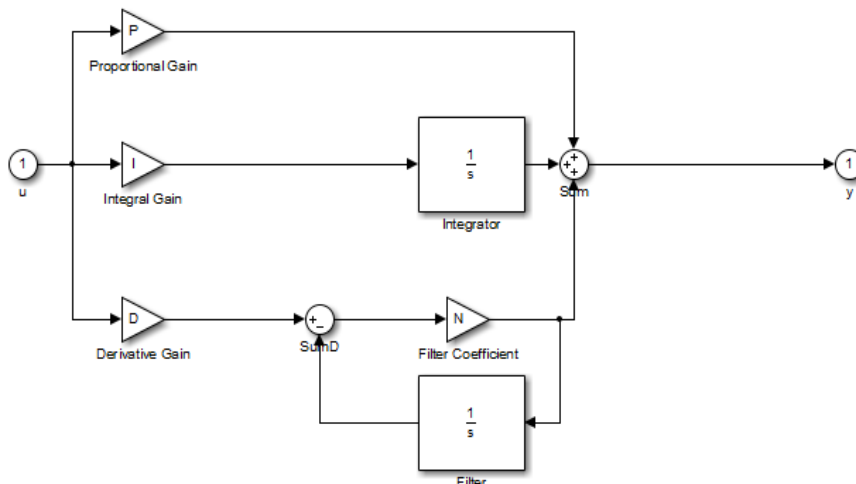 P
Proportional Gain
1
u
I
Integral Gain
1
s
Integrator
+
+
+
Sum
1
y
D
Derivative Gain
+
−
SumD
N
Filter Coefficient
1
s
Filter